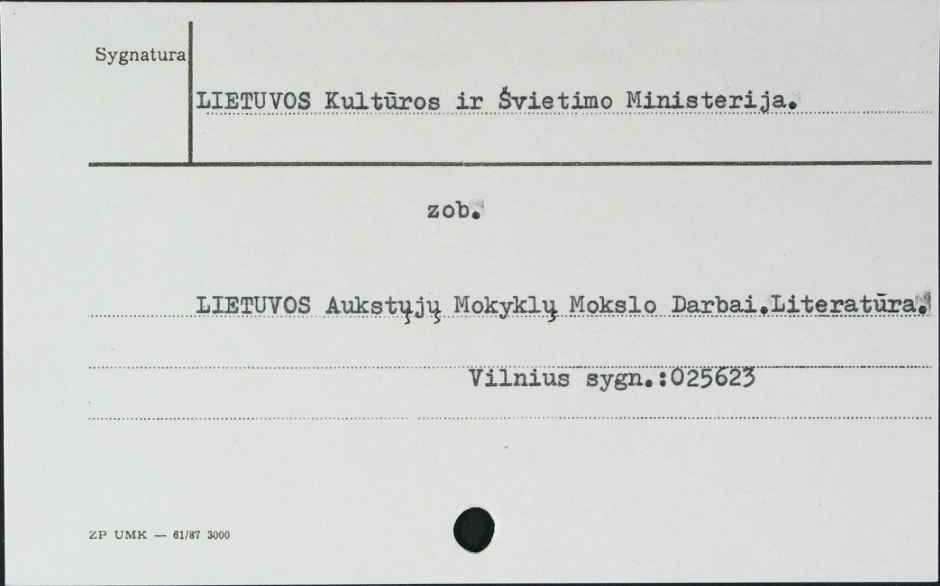 Sygnatura
LIETUVOS Kultūros ir Švietimo Ministerija.
zob.
LIETUVOS Aukstųjų Mokyklų Mokslo Darbai.Literatūra.
Vilnius sygn.:025623
ZP UMK — 61/87 3000